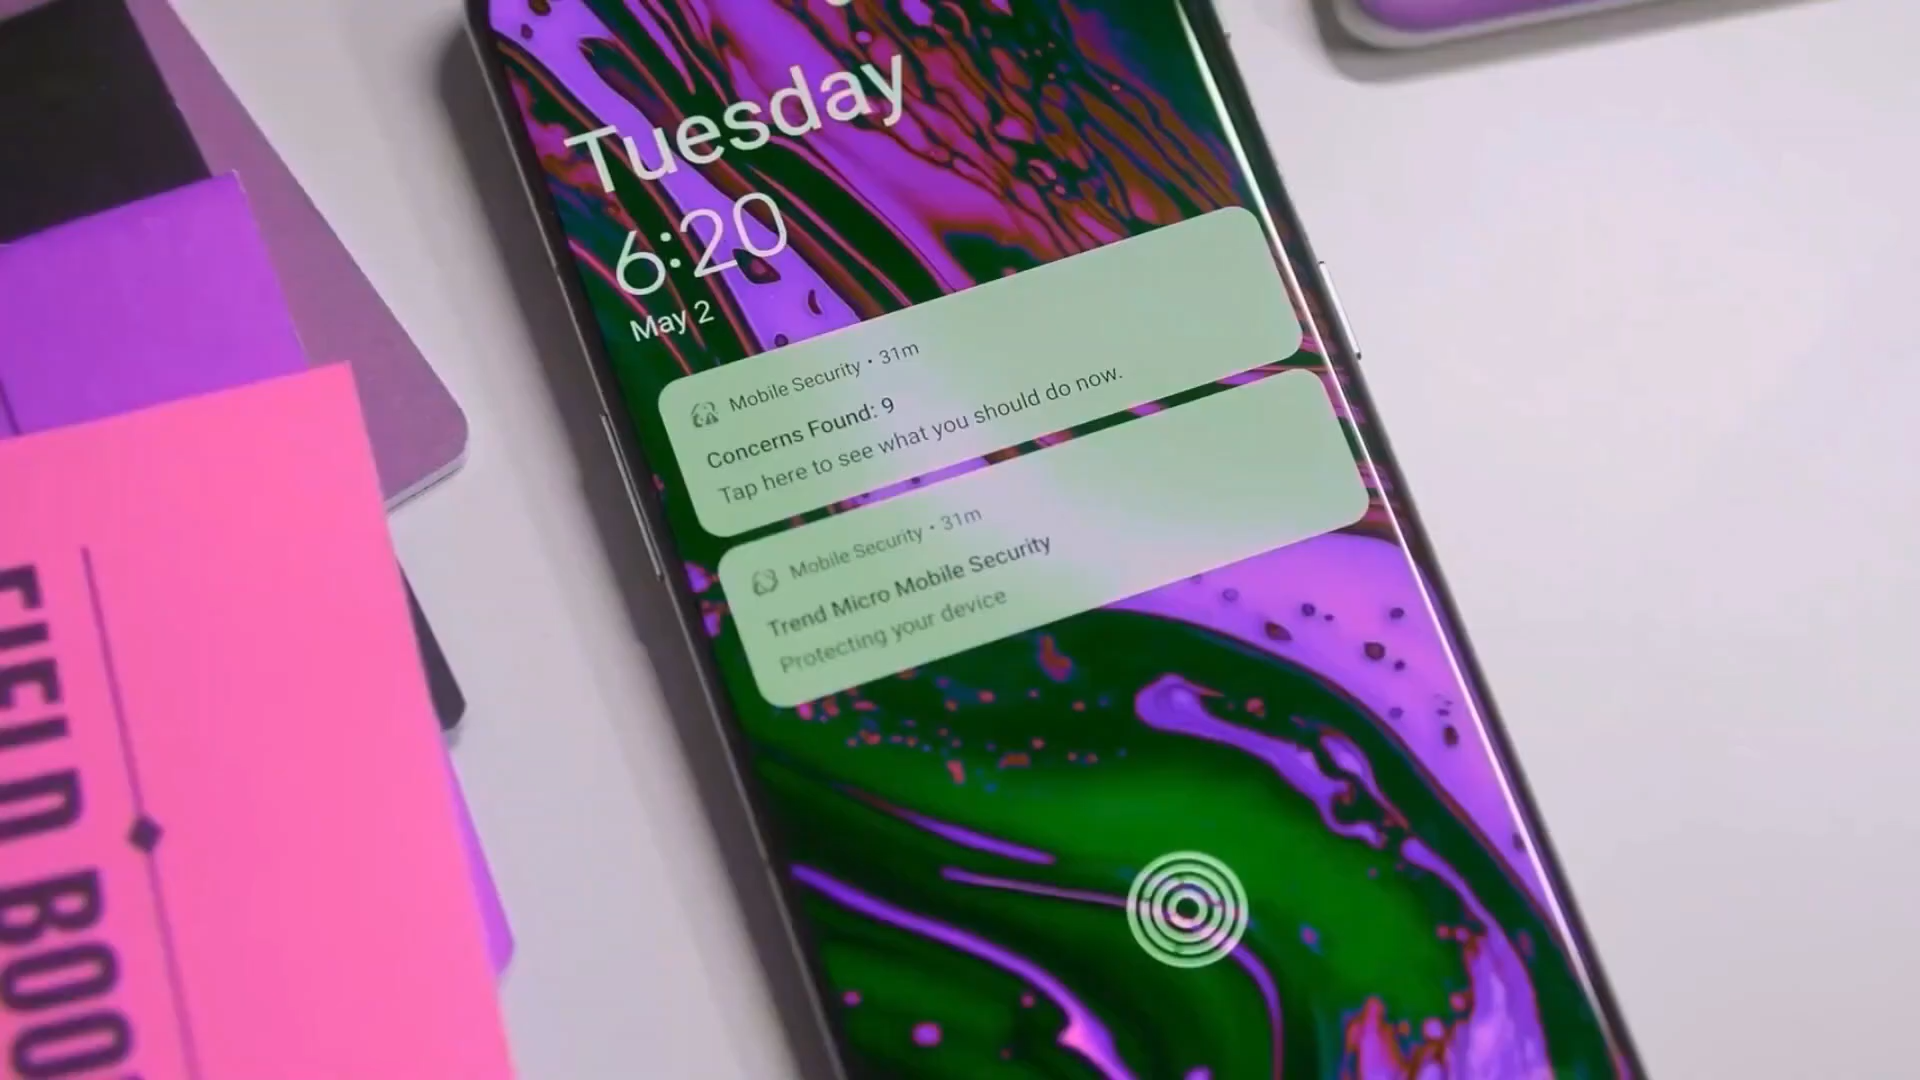 Tuesday
6:20
May 2
Mobile Security • 31m
Concerns Found: 9
Tap here to see what you should do now.
Mobile Security • 31m
Trend Micro Mobile Security
Protecting your device
FIELD